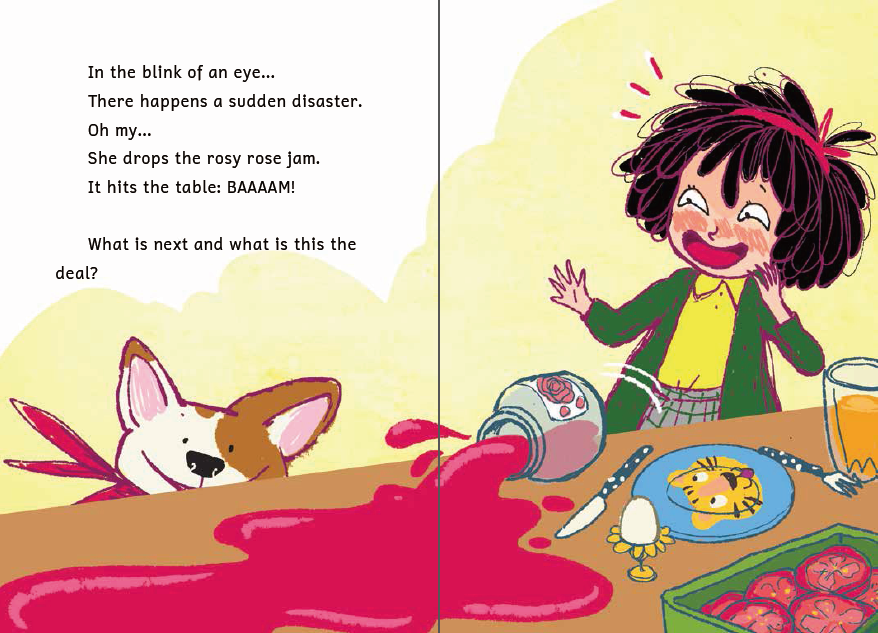 In the blink of an eye...
There happens a sudden disaster.
Oh my...
She drops the rosy rose jam.
It hits the table: BAAAAM!
What is next and what is this the
deal?